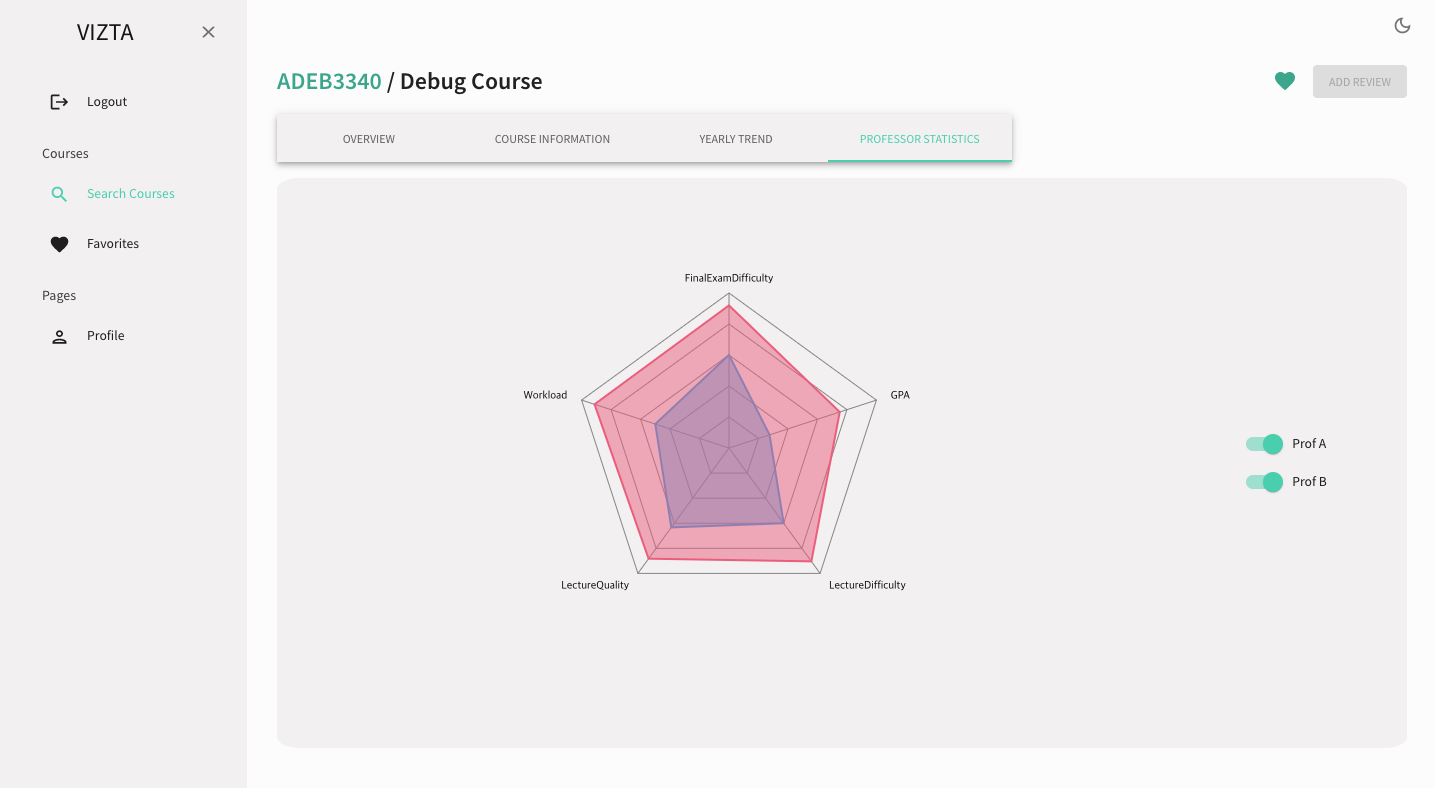 VIZTA
Logout
Courses
Search Courses
Favorites
Pages
Profile
ADEB3340 / Debug Course
ADD REVIEW
OVERVIEW
COURSE INFORMATION
YEARLY TREND
PROFESSOR STATISTICS
FinalExamDifficulty
Workload
GPA
LectureQuality
LectureDifficulty
Prof A
Prof B